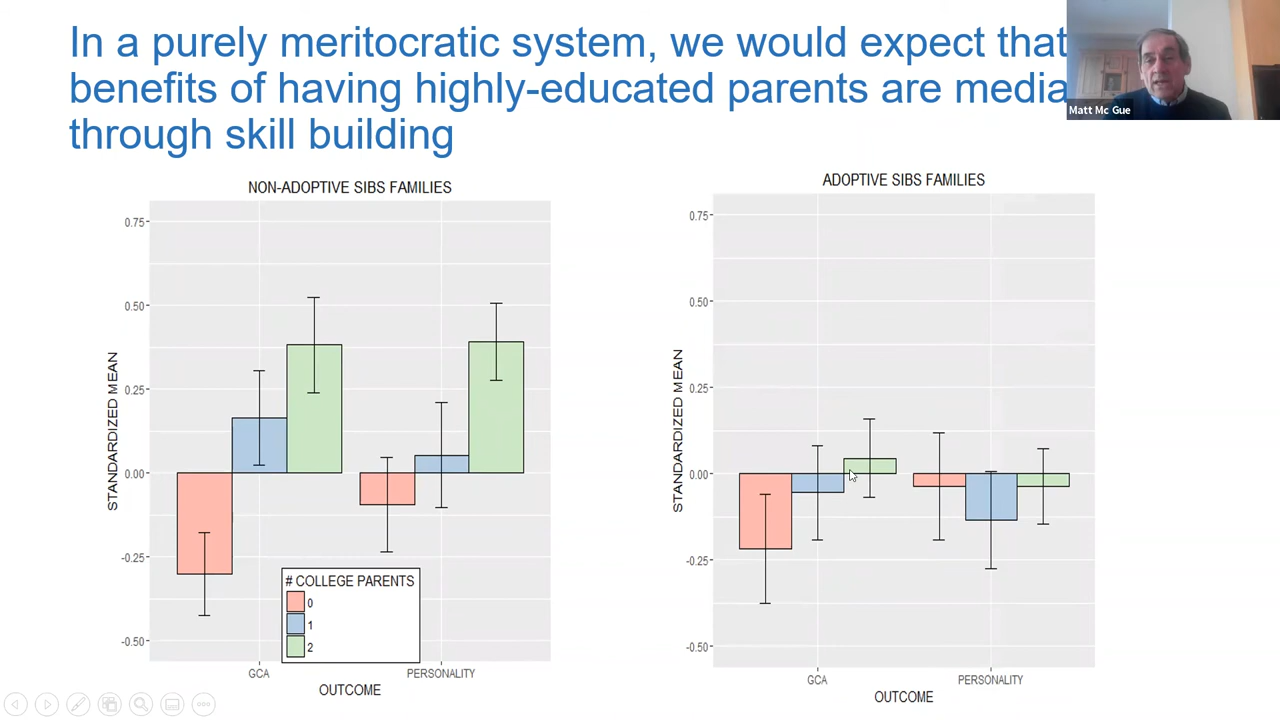 In a purely meritocratic system, we would expect that
benefits of having highly-educated parents are media
through skill building
Matt Mc Gue
NON-ADOPTIVE SIBS FAMILIES
0.75
0.50
0.25
0.00
-0.25
-0.50
STANDARDIZED MEAN
# COLLEGE PARENTS
0
1
2
GCA
PERSONALITY
OUTCOME
ADOPTIVE SIBS FAMILIES
0.75
0.50
0.25
0.00
-0.25
-0.50
STANDARDIZED MEAN
GCA
PERSONALITY
OUTCOME